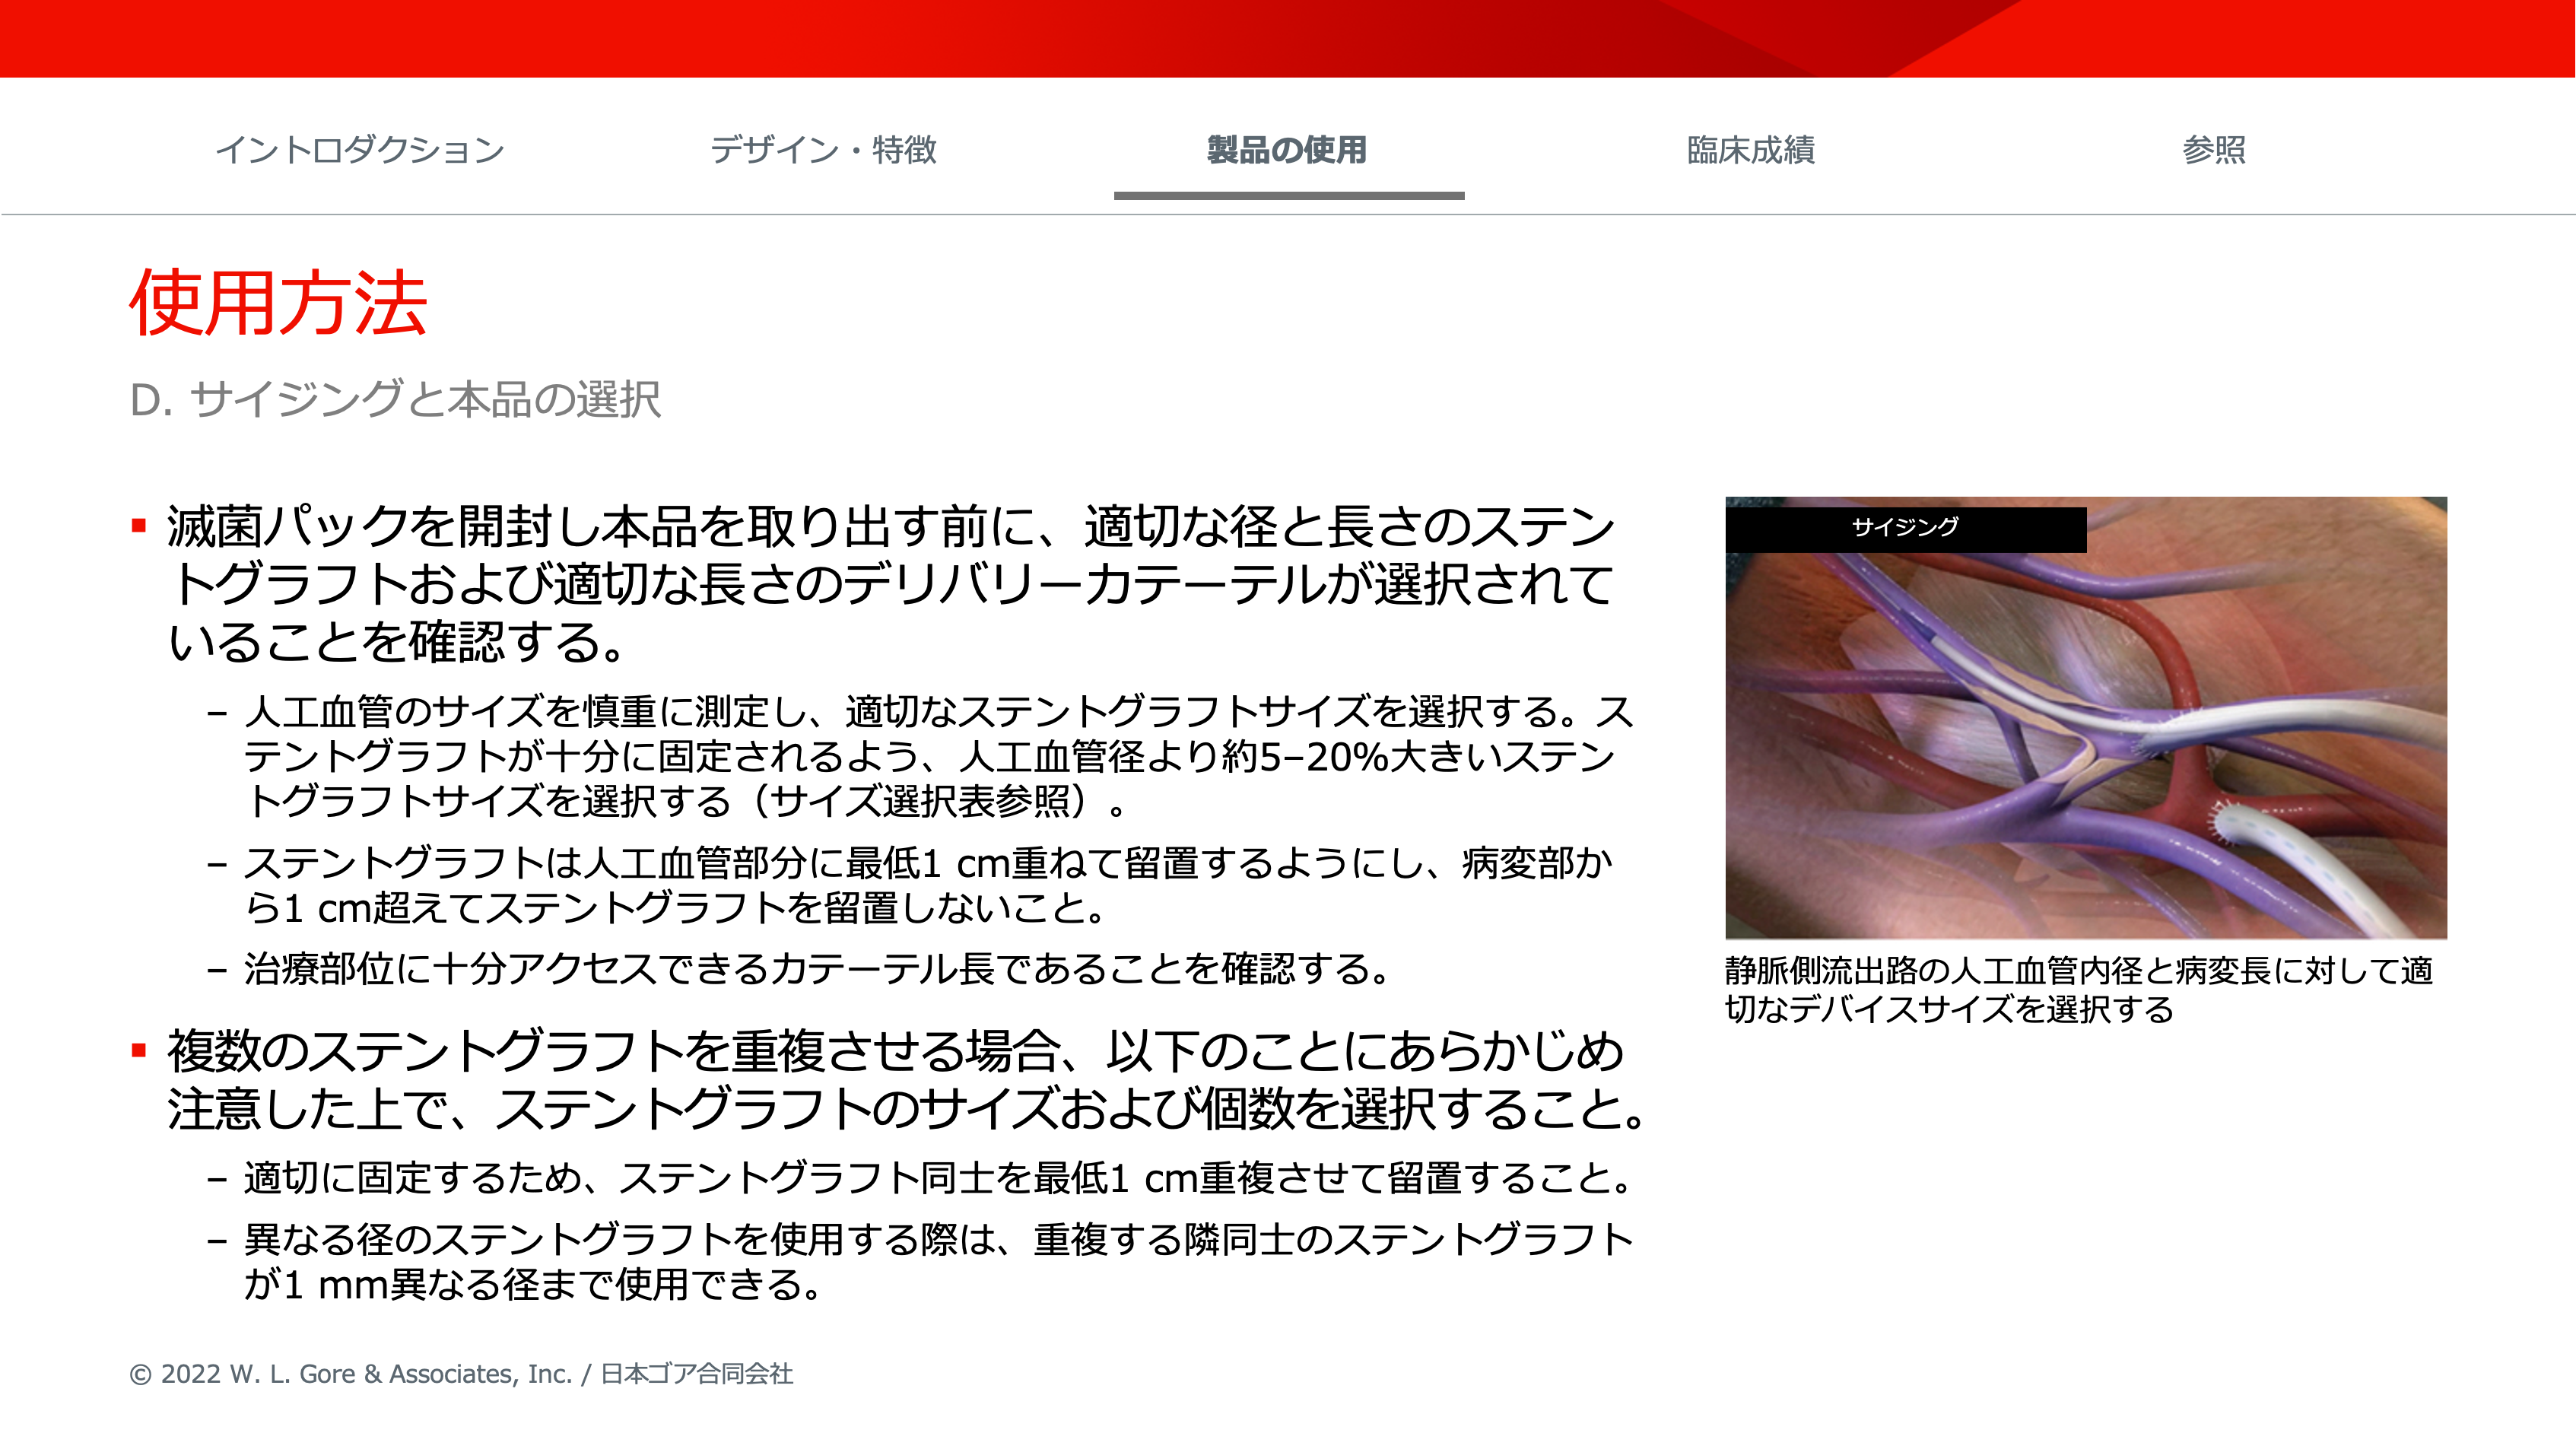 イントロダクション
デザイン・特徴
製品の使用
臨床成績
参照
使用方法
D. サイジングと本品の選択
▪ 滅菌パックを開封し本品を取り出す前に、適切な径と長さのステン
トグラフトおよび適切な長さのデリバリーカテーテルが選択されて
いることを確認する。
– 人工血管のサイズを慎重に測定し、適切なステントグラフトサイズを選択する。ス
テントグラフトが十分に固定されるよう、人工血管径より約5–20%大きいステン
トグラフトサイズを選択する（サイズ選択表参照）。
– ステントグラフトは人工血管部分に最低1 cm重ねて留置するようにし、病変部か
ら1 cm超えてステントグラフトを留置しないこと。
– 治療部位に十分アクセスできるカテーテル長であることを確認する。
▪ 複数のステントグラフトを重複させる場合、以下のことにあらかじめ
注意した上で、ステントグラフトのサイズおよび個数を選択すること。
– 適切に固定するため、ステントグラフト同士を最低1 cm重複させて留置すること。
– 異なる径のステントグラフトを使用する際は、重複する隣同士のステントグラフト
が1 mm異なる径まで使用できる。
サイジング
静脈側流出路の人工血管内径と病変長に対して適
切なデバイスサイズを選択する
© 2022 W. L. Gore & Associates, Inc. / 日本ゴア合同会社